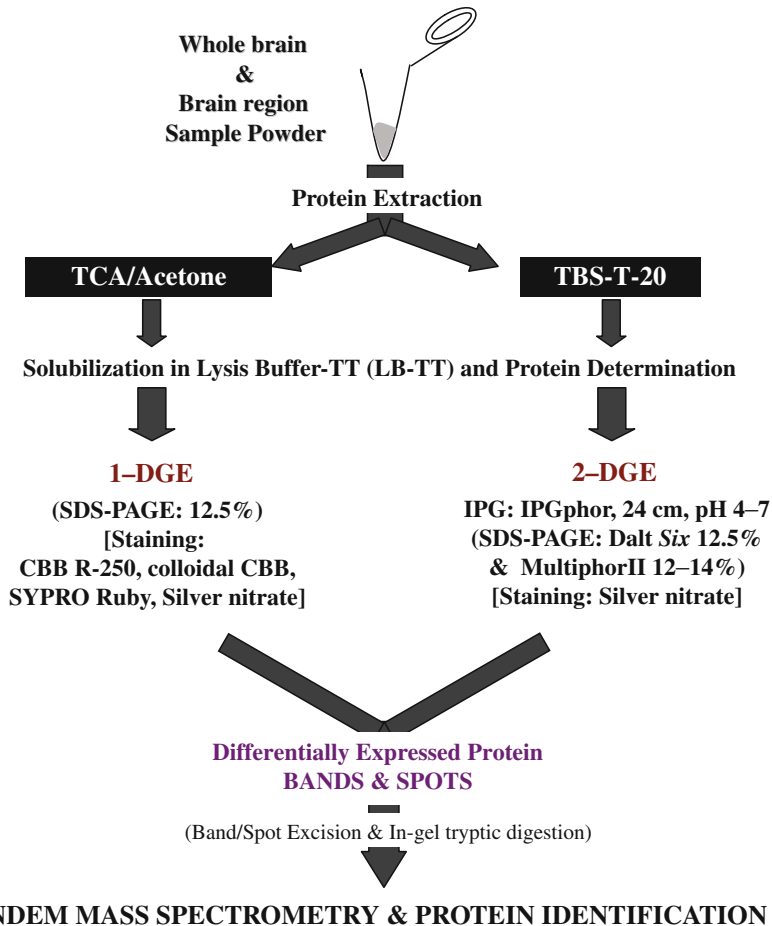 Whole brain
&
Brain region
Sample Powder
Protein Extraction
TCA/Acetone
TBS-T-20
Solubilization in Lysis Buffer-TT (LB-TT) and Protein Determination
1–DGE
(SDS-PAGE: 12.5%)
[Staining:
CBB R-250, colloidal CBB,
SYPRO Ruby, Silver nitrate]
2–DGE
IPG: IPGphor, 24 cm, pH 4–7
(SDS-PAGE: Dalt Six 12.5%
& MultiphorII 12–14%)
[Staining: Silver nitrate]
Differentially Expressed Protein
BANDS & SPOTS
(Band/Spot Excision & In-gel tryptic digestion)
NDEM MASS SPECTROMETRY & PROTEIN IDENTIFICATION